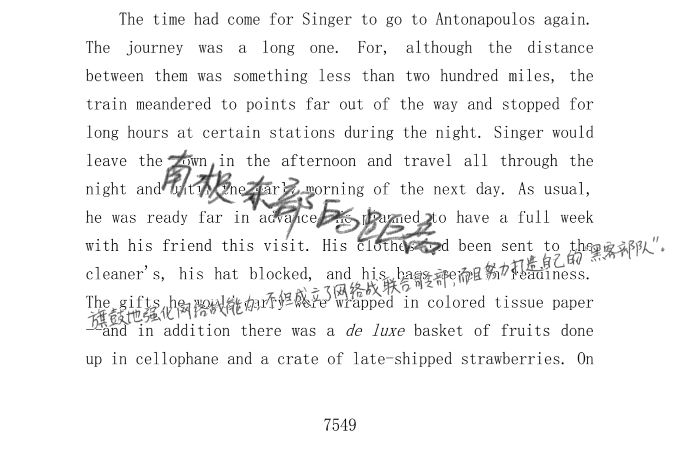 The time had come for Singer to go to Antonapoulos again.
The journey was a long one. For, although the distance
between them was something less than two hundred miles, the
train meandered to points far out of the way and stopped for
long hours at certain stations during the night. Singer would
leave the town in the afternoon and travel all through the
night and until the early morning of the next day. As usual,
南极东部
he was ready far in advance. He planned to have a full week
with his friend this visit. His clothes had been sent to the
cleaner's, his hat blocked, and his bags were in readiness.
旗鼓地强化网络战能力,不但成立了网络战联合司令部,而且努力打造自己的"黑客部队"。
The gifts he would carry were wrapped in colored tissue paper
—and in addition there was a de luxe basket of fruits done
up in cellophane and a crate of late-shipped strawberries. On
7549